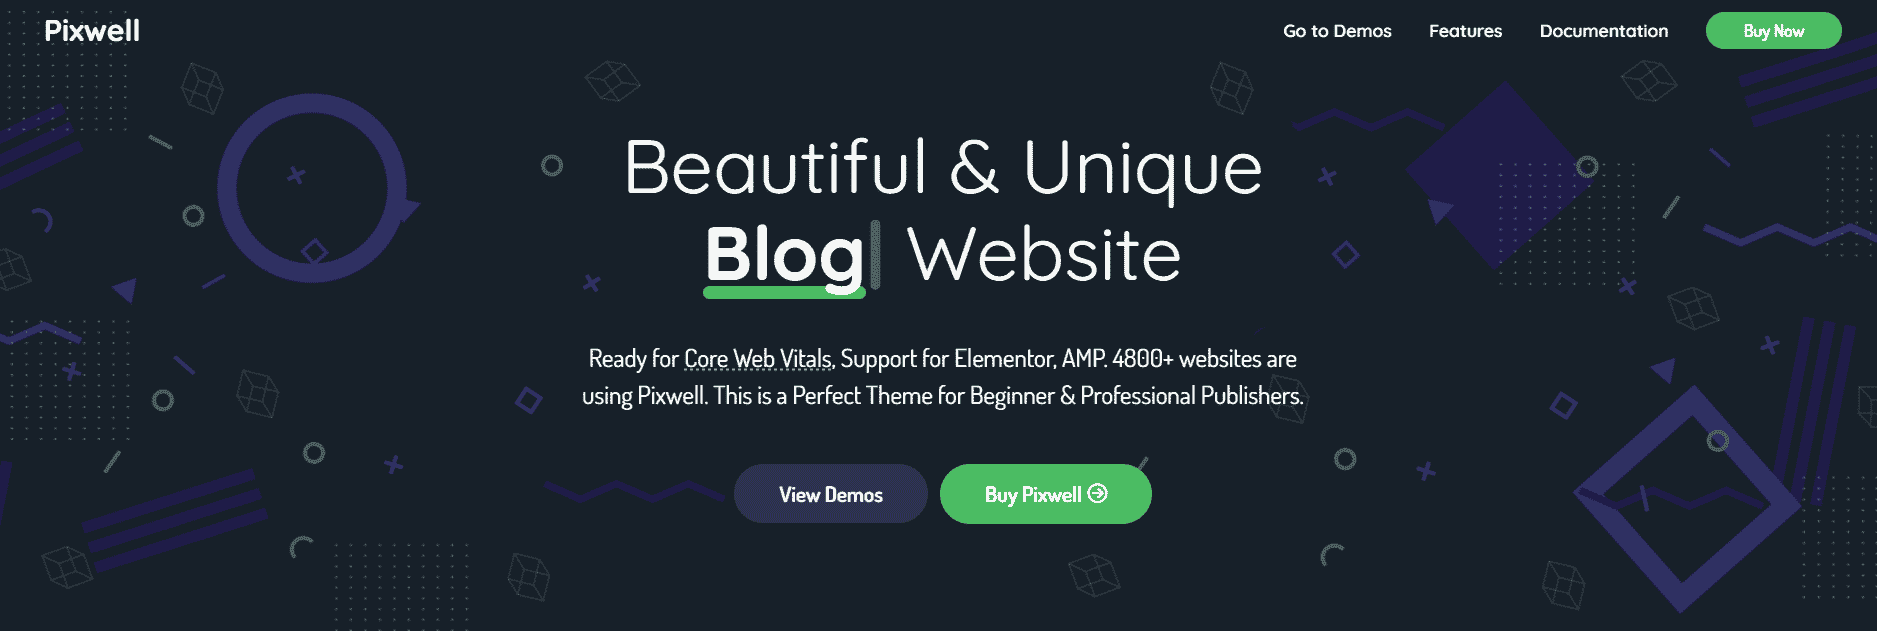 Pixwell
Go to Demos
Features
Documentation
Buy Now
Beautiful & Unique
Blog Website
Ready for Core Web Vitals, Support for Elementor, AMP. 4800+ websites are
using Pixwell. This is a Perfect Theme for Beginner & Professional Publishers.
View Demos
Buy Pixwell